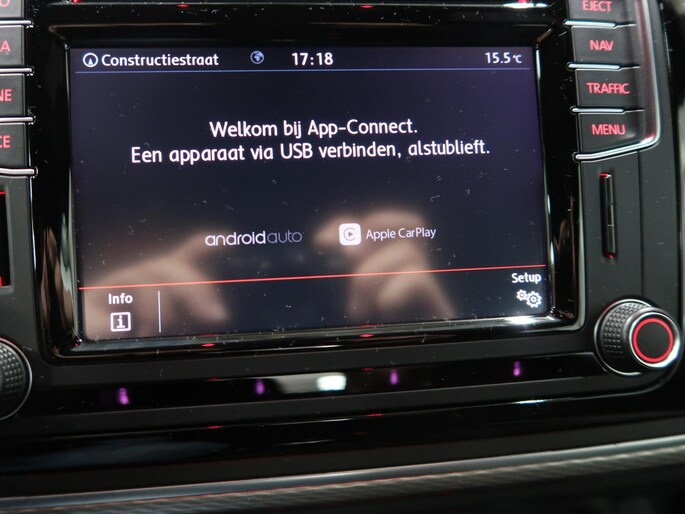 Constructiestraat 17:18 15.5°C
Welkom bij App-Connect.
Een apparaat via USB verbinden, alstublieft.
androidauto Apple CarPlay
Info Setup
EJECT
NAV
TRAFFIC
MENU